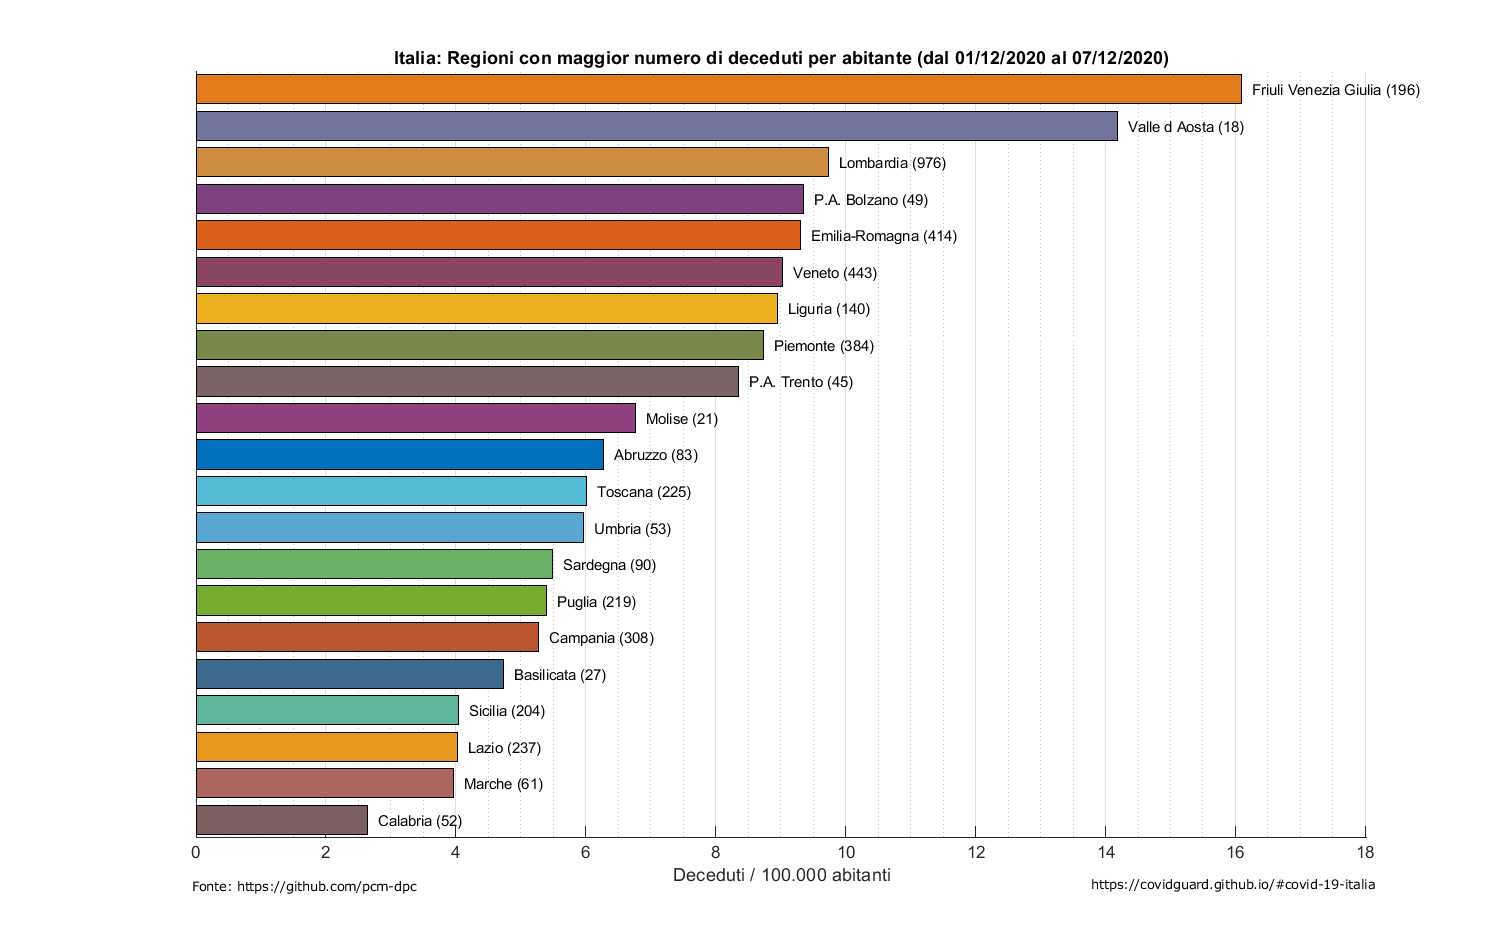 Italia: Regioni con maggior numero di deceduti per abitante (dal 01/12/2020 al 07/12/2020)
Friuli Venezia Giulia (196)
Valle d Aosta (18)
Lombardia (976)
P.A. Bolzano (49)
Emilia-Romagna (414)
Veneto (443)
Liguria (140)
Piemonte (384)
P.A. Trento (45)
Molise (21)
Abruzzo (83)
Toscana (225)
Umbria (53)
Sardegna (90)
Puglia (219)
Campania (308)
Basilicata (27)
Sicilia (204)
Lazio (237)
Marche (61)
Calabria (52)
0 2 4 6 8 10 12 14 16 18
Deceduti / 100.000 abitanti
Fonte: https://github.com/pcm-dpc
https://covidguard.github.io/#covid-19-italia